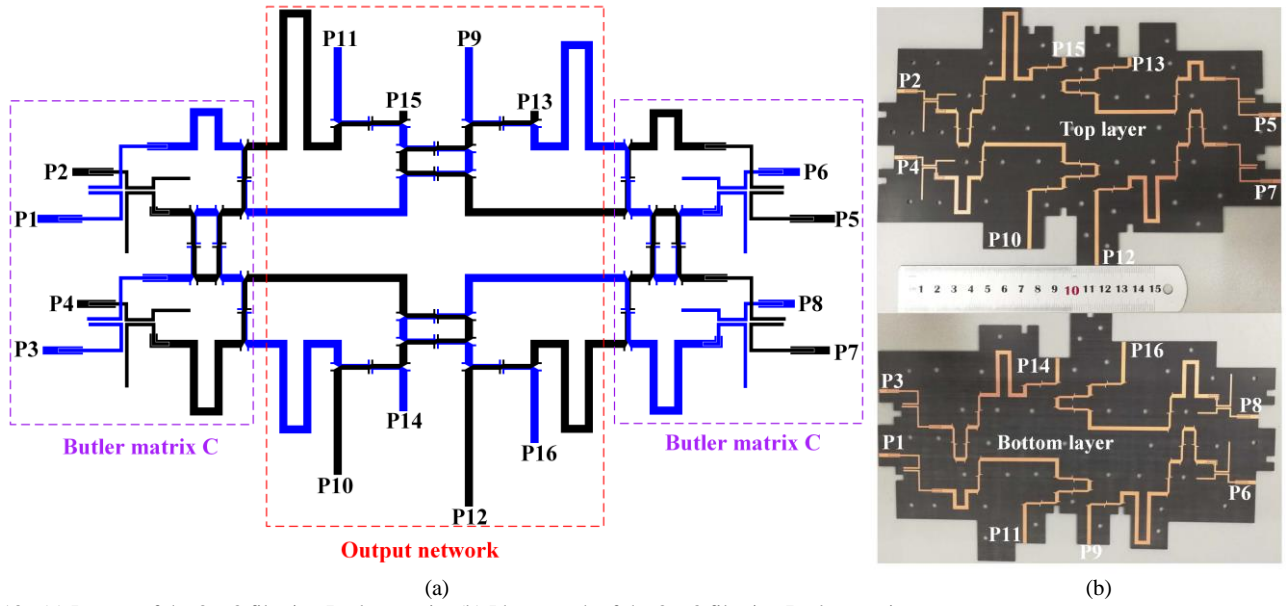 P11
P9
P15
P13
P2
P1
P6
P5
P4
P3
P8
P7
P14
P16
P10
P12
Butler matrix C
Butler matrix C
Output network
(a)
P15
P13
P2
P5
Top layer
P4
P7
P10
P12
1 2 3 4 5 6 7 8 9 10 11 12 13 14 15
P14
P16
P3
P8
Bottom layer
P1
P6
P11
P9
(b)